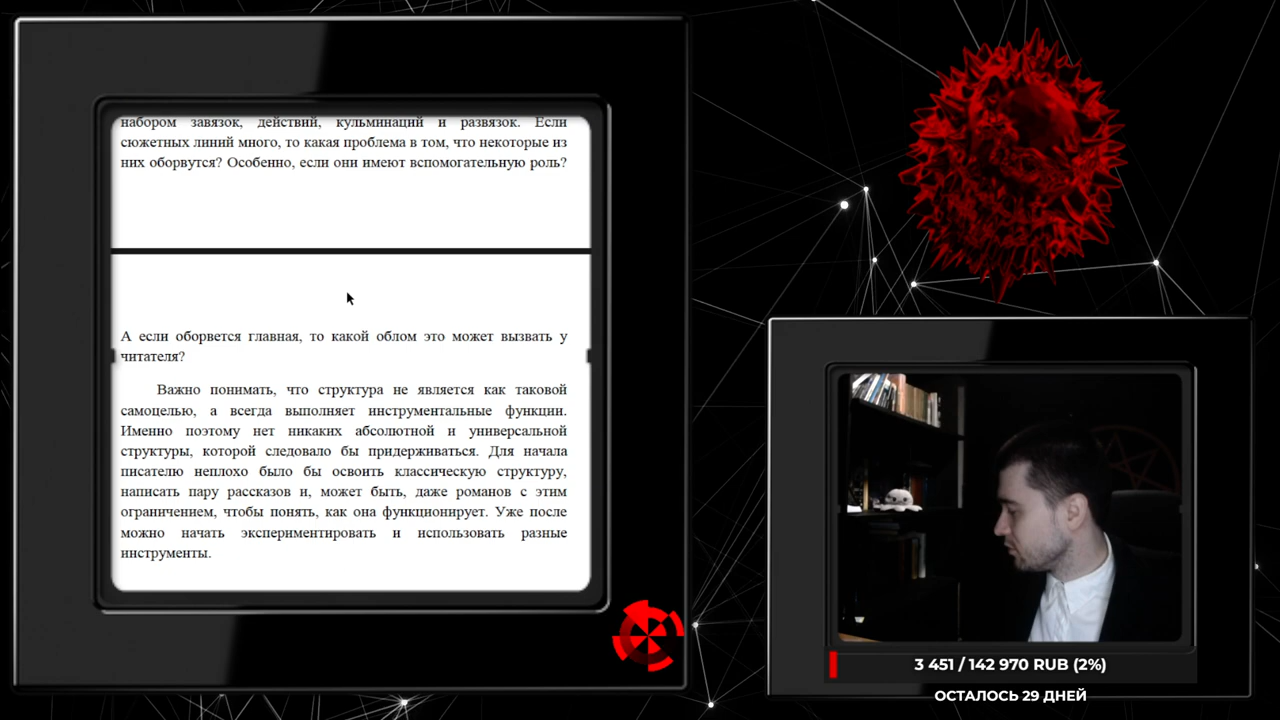 набором завязок, действий, кульминаций и развязок. Если
сюжетных линий много, то какая проблема в том, что некоторые из
них оборвутся? Особенно, если они имеют вспомогательную роль?
А если оборвется главная, то какой облом это может вызвать у
читателя?
Важно понимать, что структура не является как таковой
самоцелью, а всегда выполняет инструментальные функции.
Именно поэтому нет никаких абсолютной и универсальной
структуры, которой следовало бы придерживаться. Для начала
писателю неплохо было бы освоить классическую структуру,
написать пару рассказов и, может быть, даже романов с этим
ограничением, чтобы понять, как она функционирует. Уже после
можно начать экспериментировать и использовать разные
инструменты.
3 451 / 142 970 RUB (2%)
ОСТАЛОСЬ 29 ДНЕЙ